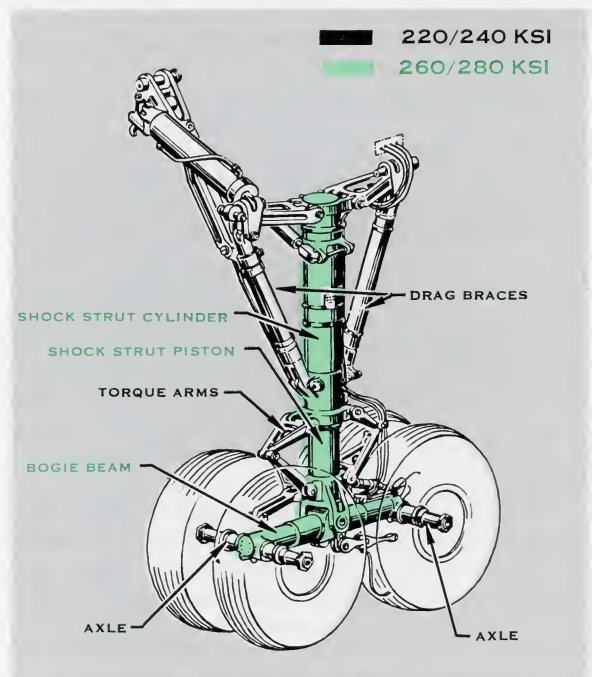 220/240 KSI
260/280 KSI
DRAG BRACES
SHOCK STRUT CYLINDER
SHOCK STRUT PISTON
TORQUE ARMS
BOGIE BEAM
AXLE
AXLE